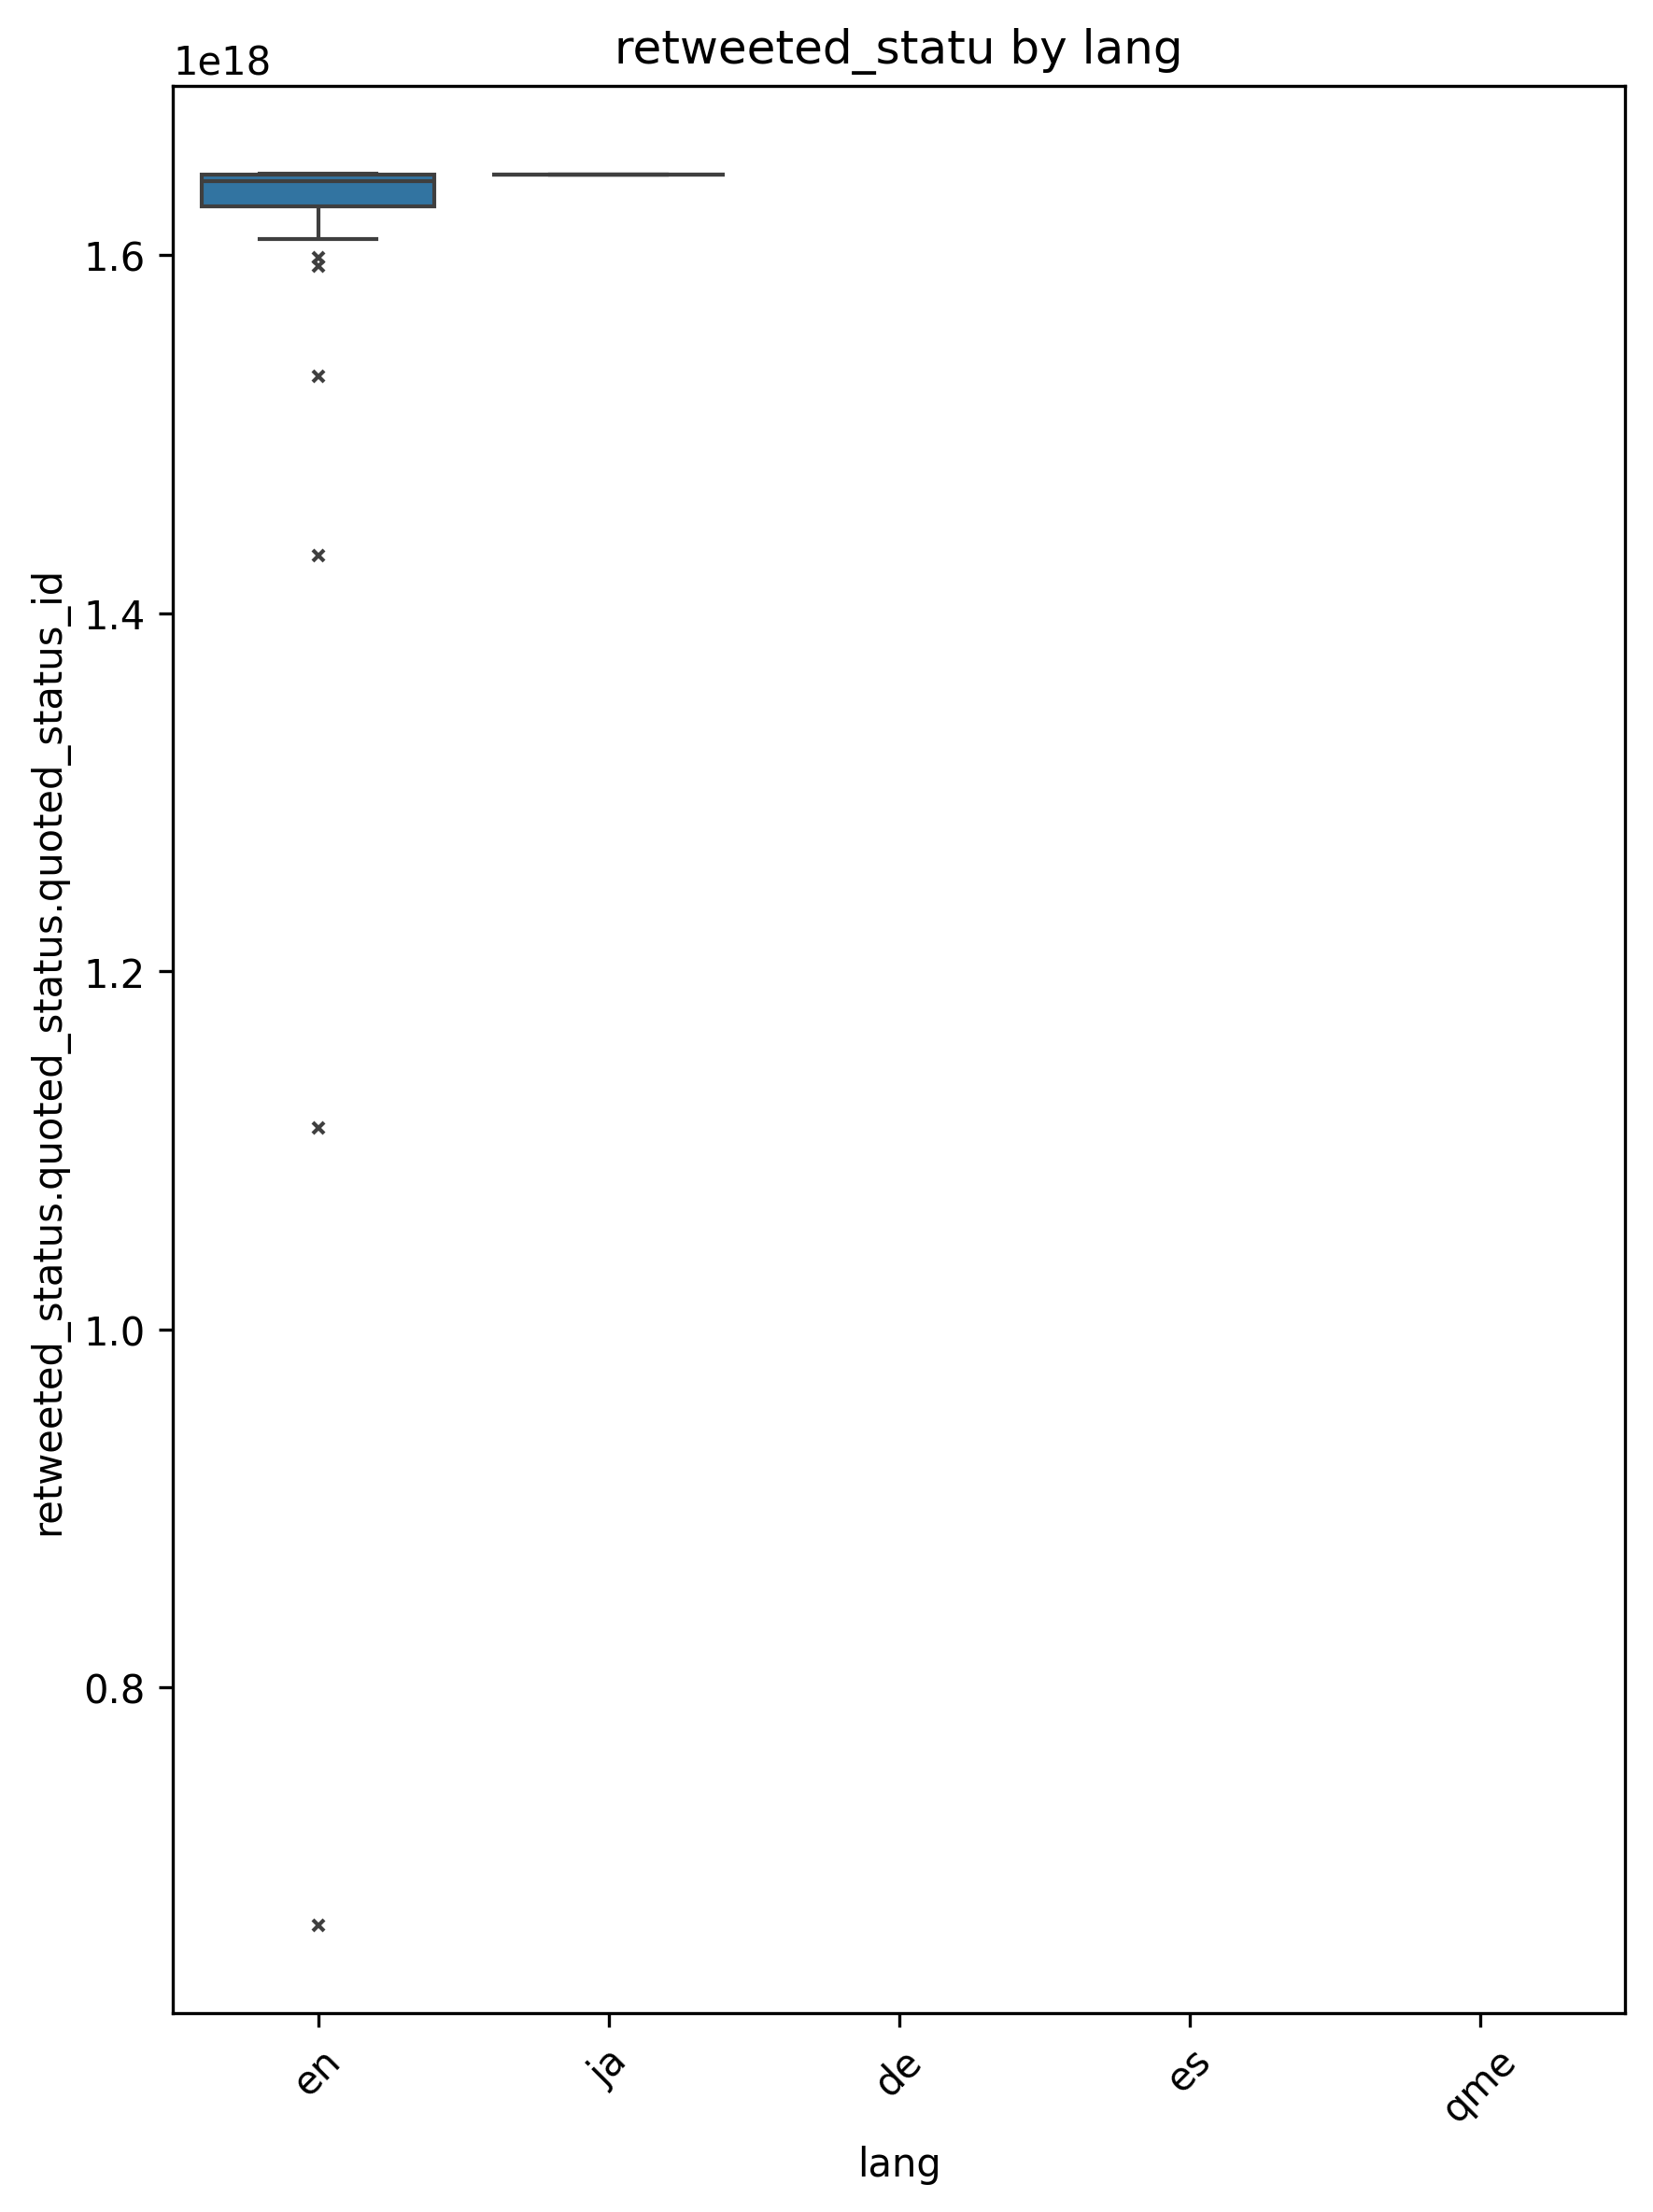 retweeted_statu by lang
1e18
1.6
1.4
1.2
1.0
0.8
retweeted_status.quoted_status.quoted_status.quoted_status_id
en
ja
de
es
qme
lang